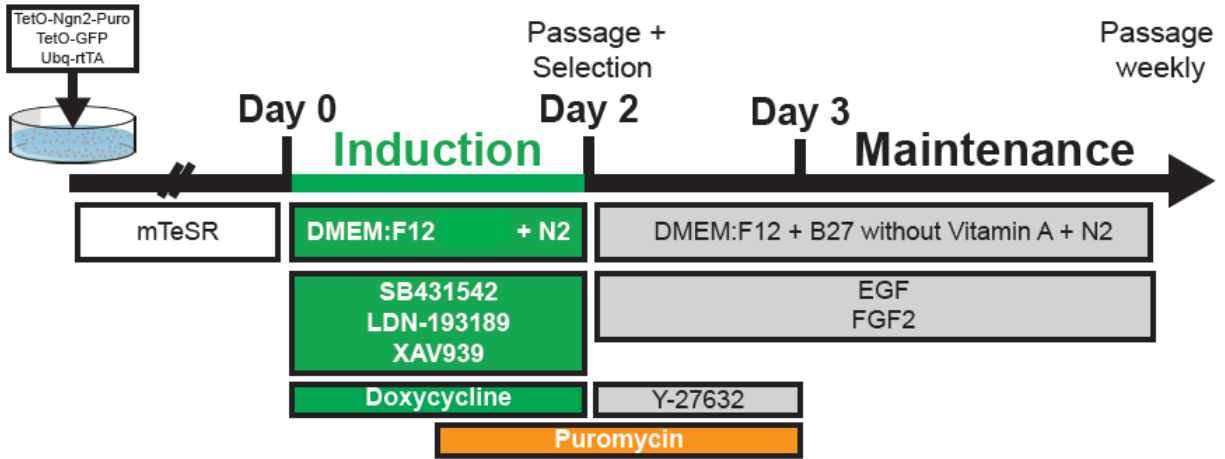 TetO-Ngn2-Puro
TetO-GFP
Ubq-rtTA
Passage +
Selection
Passage
weekly
Day 0
Day 2
Day 3
Induction
Maintenance
mTeSR
DMEM:F12 + N2
DMEM:F12 + B27 without Vitamin A + N2
SB431542
LDN-193189
XAV939
EGF
FGF2
Doxycycline
Y-27632
Puromycin